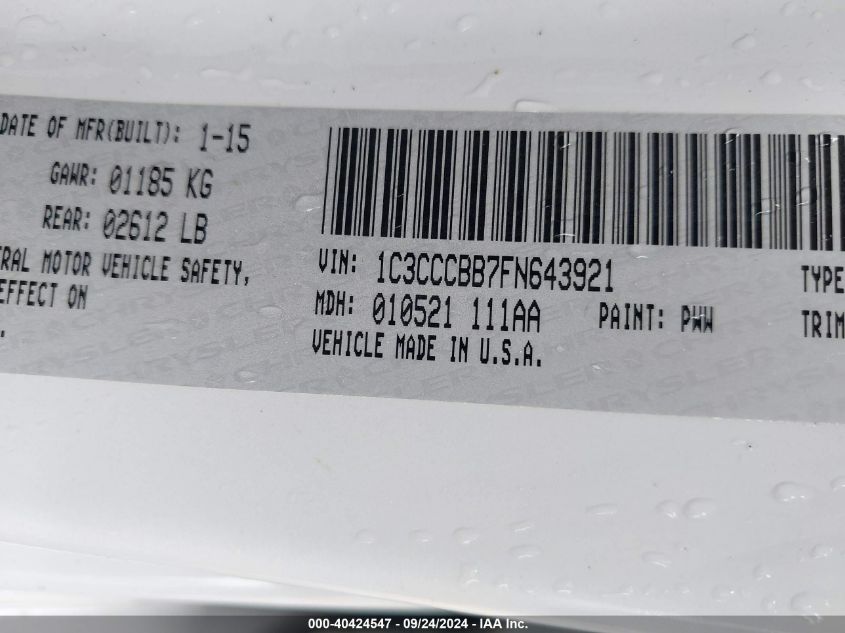 DATE OF MFR(BUILT): 1-15
GAWR: 01185 KG
REAR: 02612 LB
ERAL MOTOR VEHICLE SAFETY,
EFFECT ON
VIN: 1C3CCCBB7FN643921
TYPE
MDH: 010521 111AA
PAINT: PWW
TRIM
VEHICLE MADE IN U.S.A.
000-40424547 - 09/24/2024 - IAA Inc.